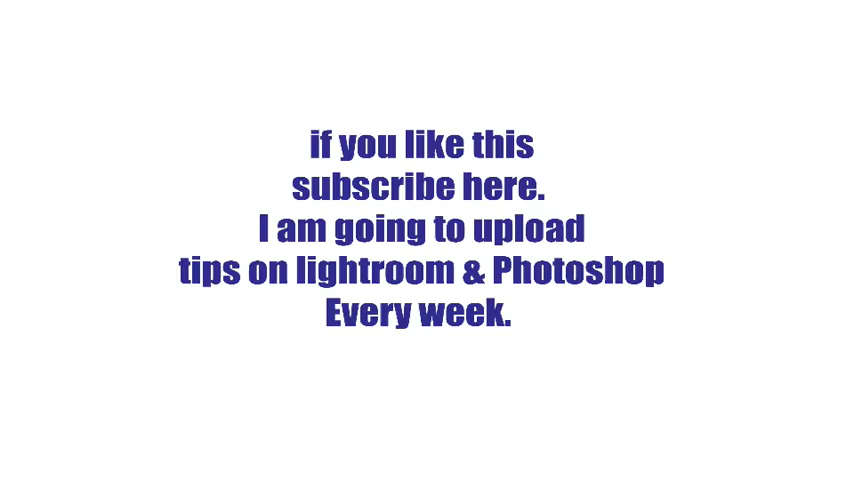 if you like this
subscribe here.
I am going to upload
tips on lightroom & Photoshop
Every week.